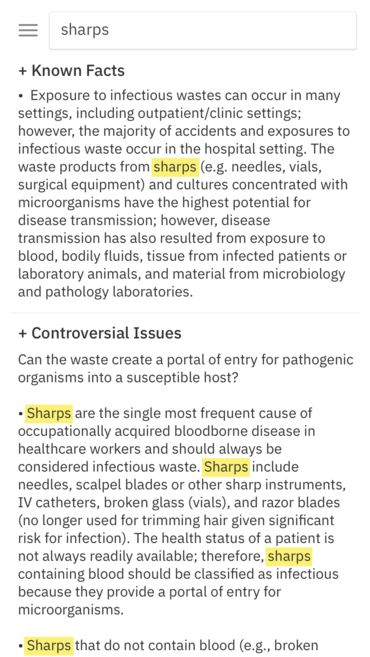 sharps
+ Known Facts
• Exposure to infectious wastes can occur in many
settings, including outpatient/clinic settings;
however, the majority of accidents and exposures to
infectious waste occur in the hospital setting. The
waste products from sharps (e.g. needles, vials,
surgical equipment) and cultures concentrated with
microorganisms have the highest potential for
disease transmission; however, disease
transmission has also resulted from exposure to
blood, bodily fluids, tissue from infected patients or
laboratory animals, and material from microbiology
and pathology laboratories.
+ Controversial Issues
Can the waste create a portal of entry for pathogenic
organisms into a susceptible host?
• Sharps are the single most frequent cause of
occupationally acquired bloodborne disease in
healthcare workers and should always be
considered infectious waste. Sharps include
needles, scalpel blades or other sharp instruments,
IV catheters, broken glass (vials), and razor blades
(no longer used for trimming hair given significant
risk for infection). The health status of a patient is
not always readily available; therefore, sharps
containing blood should be classified as infectious
because they provide a portal of entry for
microorganisms.
• Sharps that do not contain blood (e.g., broken